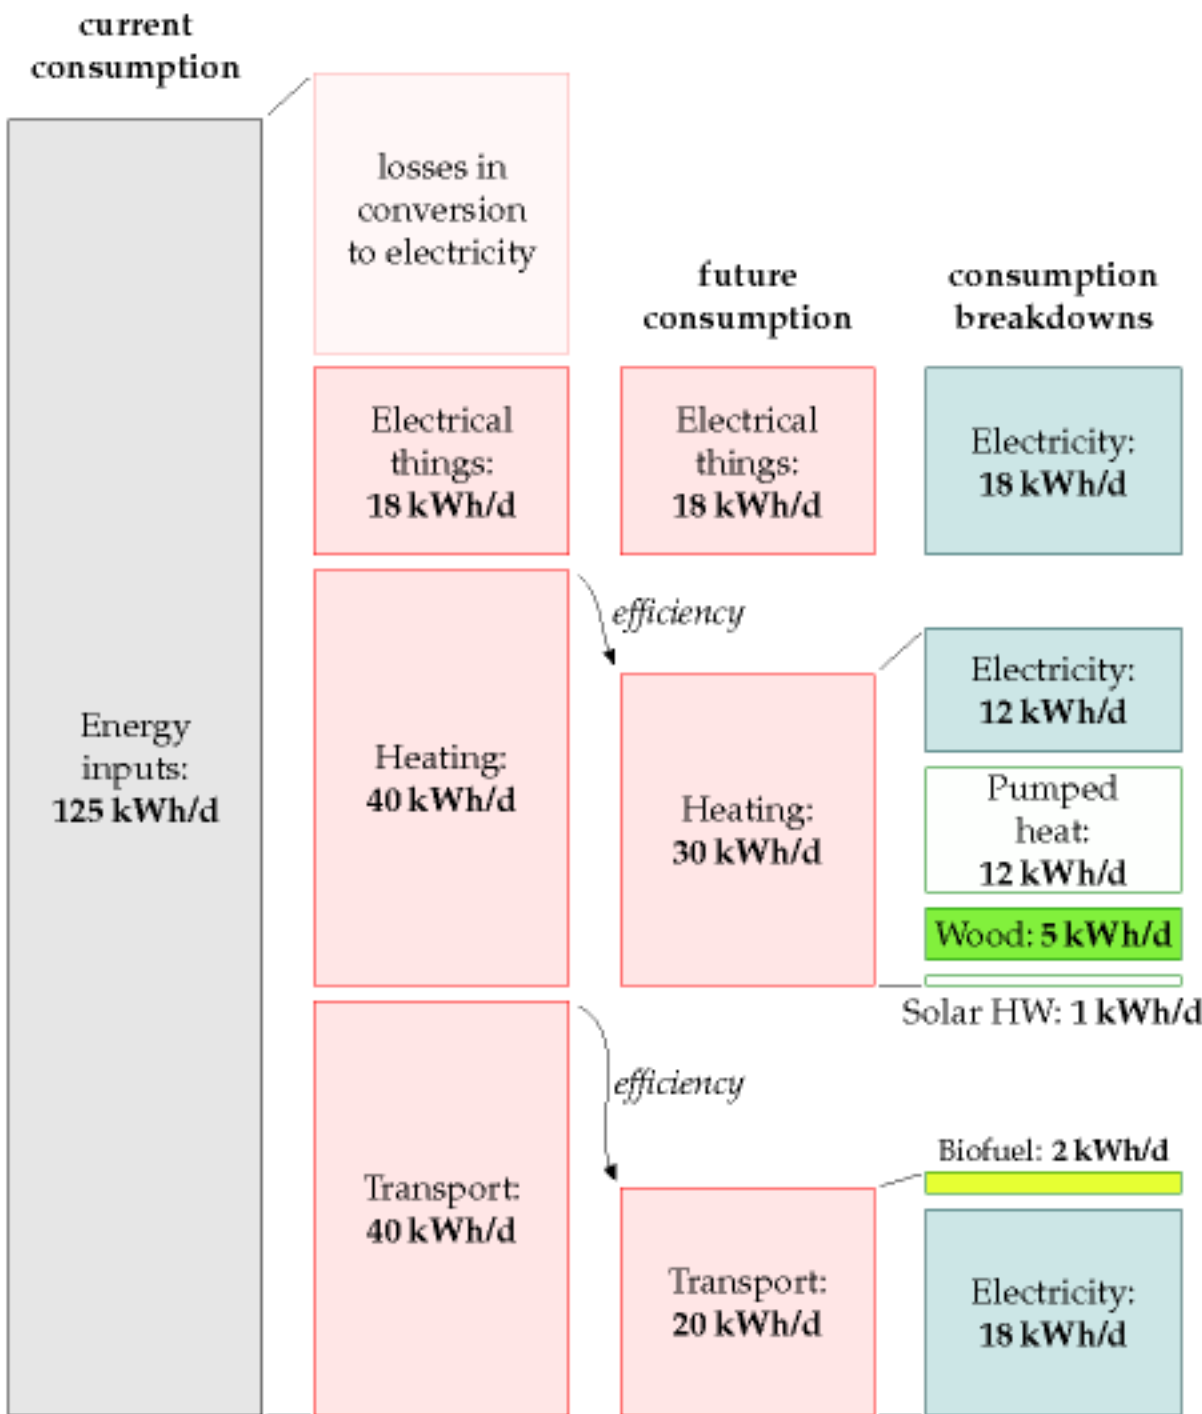 current
consumption
Energy
inputs:
125 kWh/d
losses in
conversion
to electricity
Electrical
things:
18 kWh/d
Heating:
40 kWh/d
Transport:
40 kWh/d
efficiency
efficiency
future
consumption
Electrical
things:
18 kWh/d
Heating:
30 kWh/d
Transport:
20 kWh/d
consumption
breakdowns
Electricity:
18 kWh/d
Electricity:
12 kWh/d
Pumped
heat:
12 kWh/d
Wood: 5 kWh/d
Solar HW: 1 kWh/d
Biofuel: 2 kWh/d
Electricity:
18 kWh/d